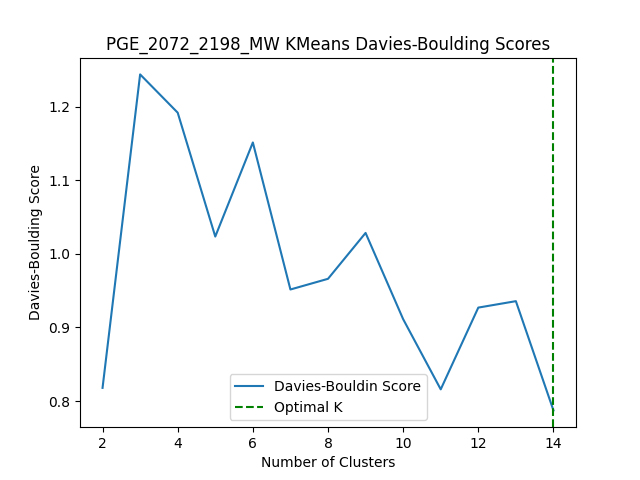 PGE_2072_2198_MW KMeans Davies-Boulding Scores
Davies-Boulding Score
1.2
1.1
1.0
0.9
0.8
Davies-Bouldin Score
Optimal K
2 4 6 8 10 12 14
Number of Clusters